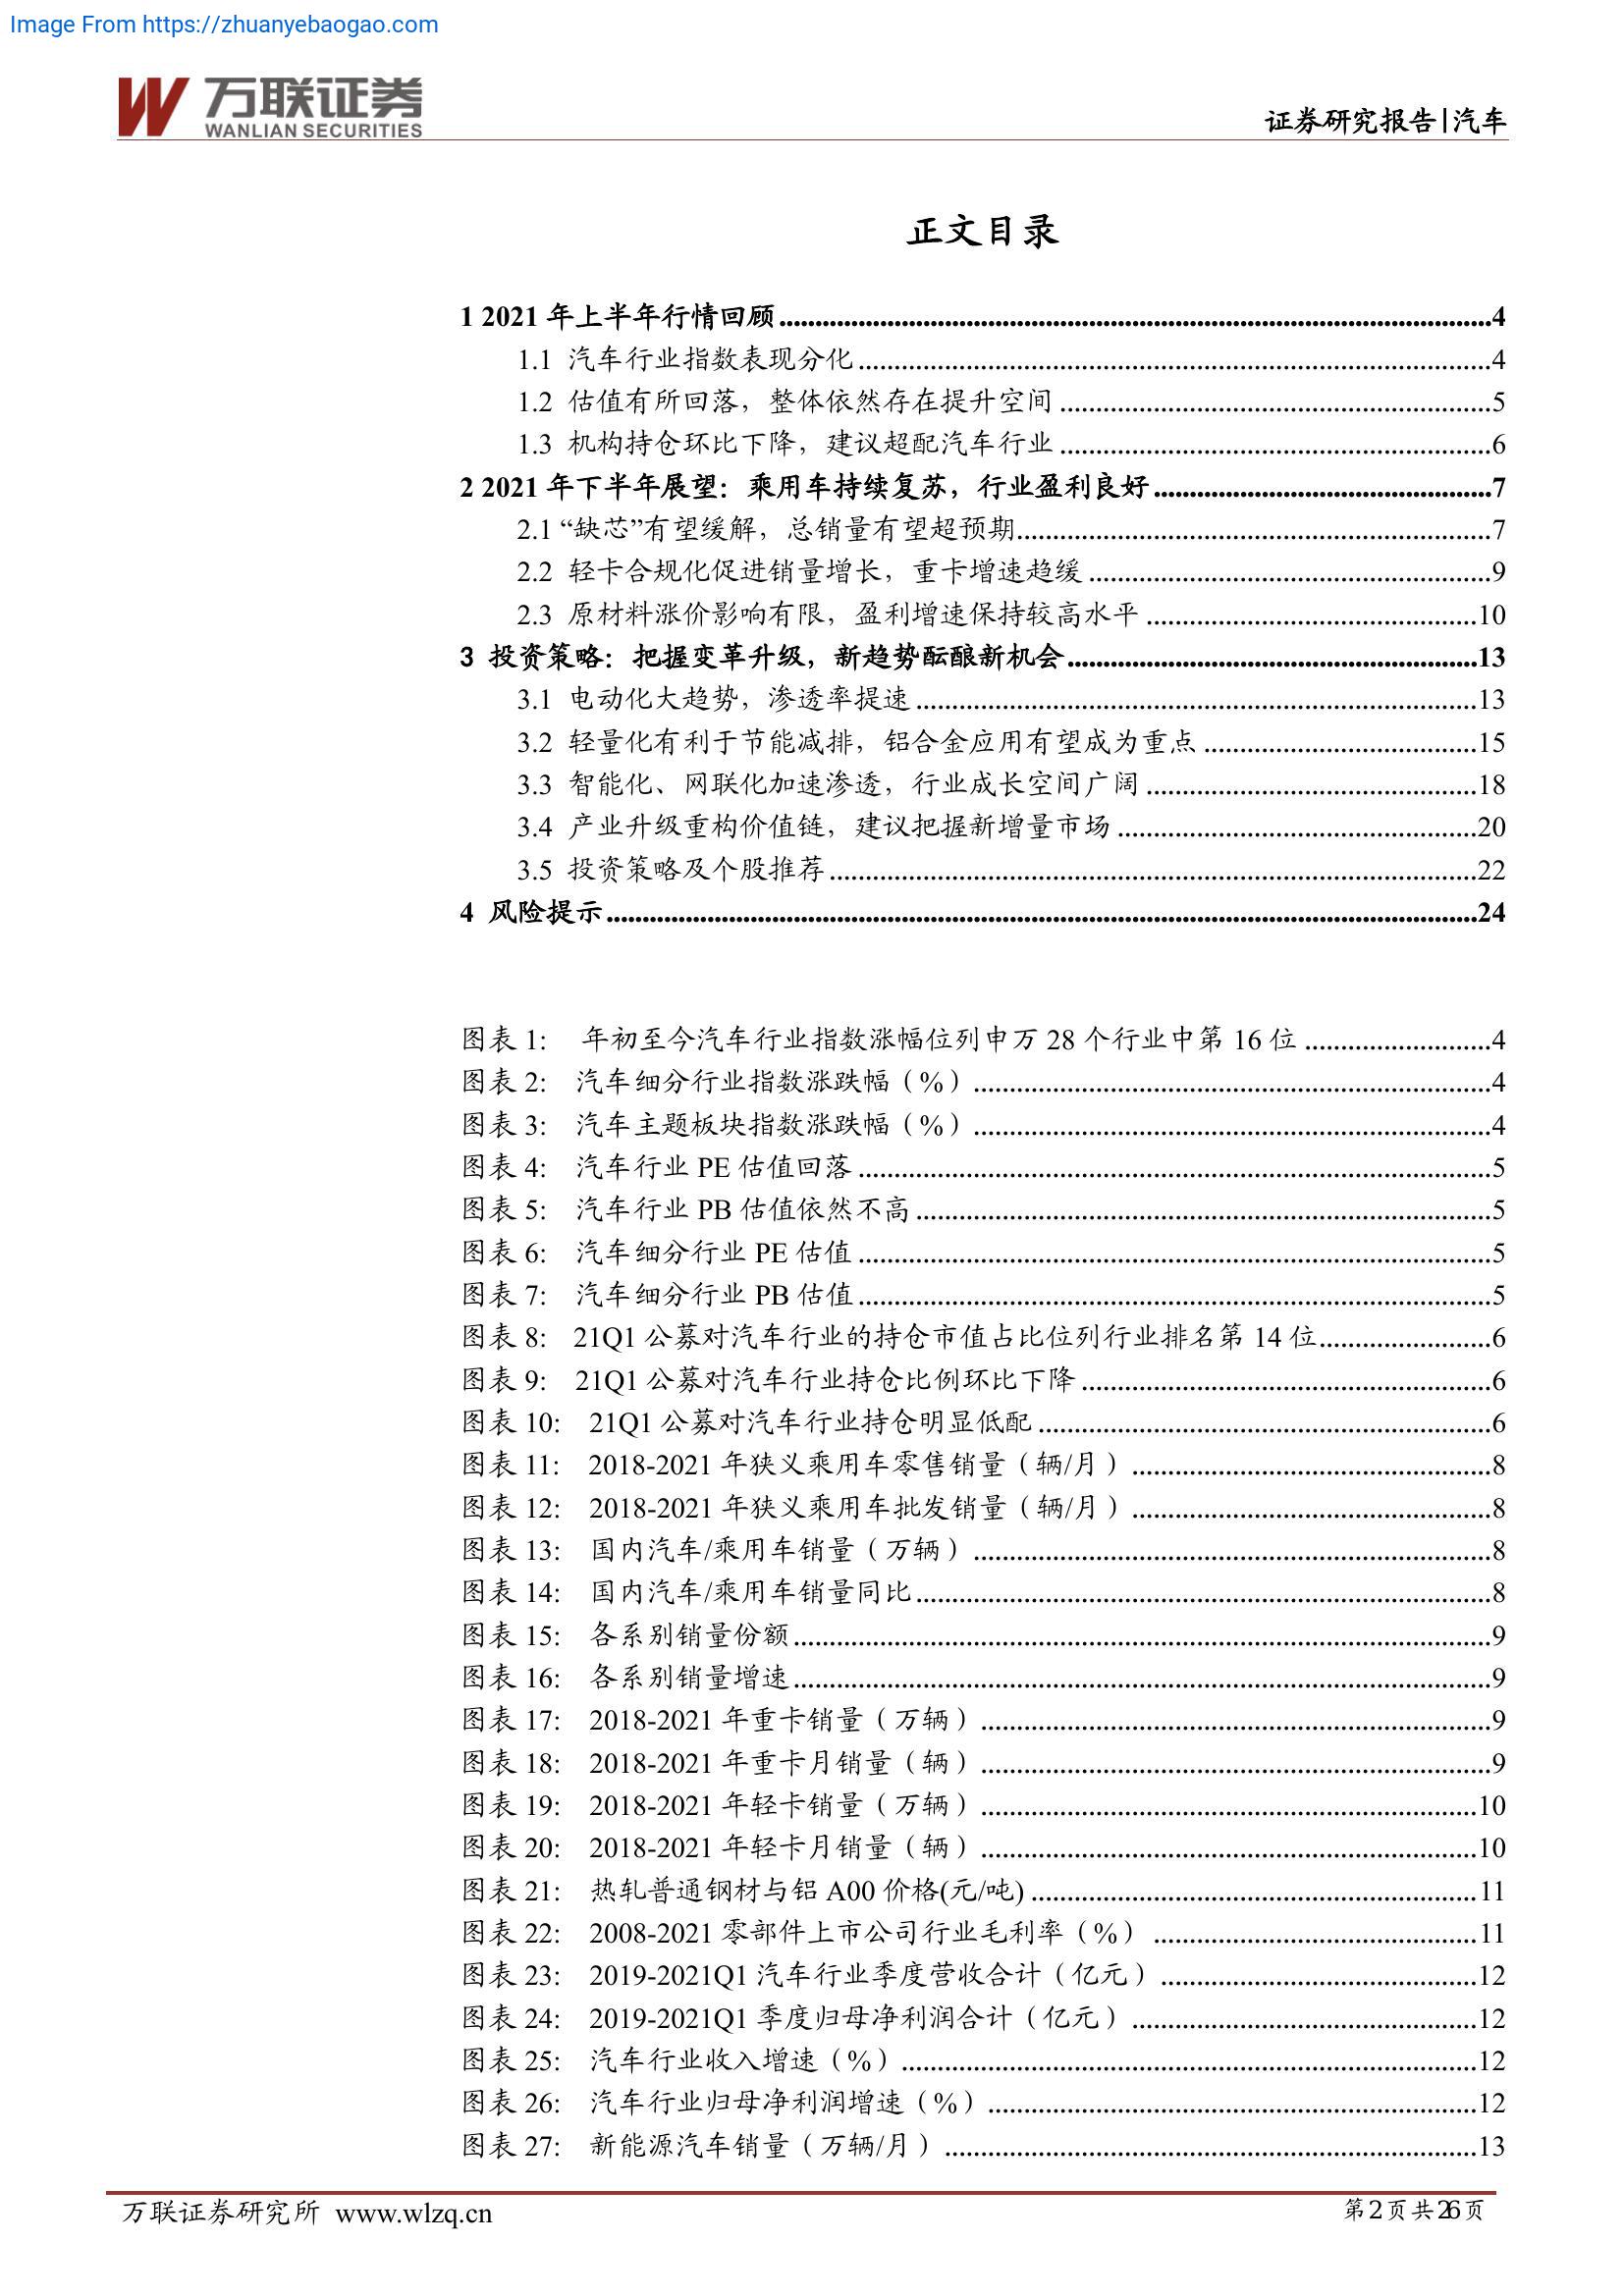 Image From https://zhuanyebaogao.com
万联证券
WANLIAN SECURITIES
证券研究报告|汽车
正文目录
1 2021 年上半年行情回顾....................4
1.1 汽车行业指数表现分化....................4
1.2 估值有所回落，整体依然存在提升空间....................5
1.3 机构持仓环比下降，建议超配汽车行业....................6
2 2021 年下半年展望：乘用车持续复苏，行业盈利良好....................7
2.1 “缺芯”有望缓解，总销量有望超预期....................7
2.2 轻卡合规化促进销量增长，重卡增速趋缓....................9
2.3 原材料涨价影响有限，盈利增速保持较高水平....................10
3 投资策略：把握变革升级，新趋势酝酿新机会....................13
3.1 电动化大趋势，渗透率提速....................13
3.2 轻量化有利于节能减排，铝合金应用有望成为重点....................15
3.3 智能化、网联化加速渗透，行业成长空间广阔....................18
3.4 产业升级重构价值链，建议把握新增量市场....................20
3.5 投资策略及个股推荐....................22
4 风险提示....................24
图表 1: 年初至今汽车行业指数涨幅位列申万 28 个行业中第 16 位....................4
图表 2: 汽车细分行业指数涨跌幅（%）....................4
图表 3: 汽车主题板块指数涨跌幅（%）....................4
图表 4: 汽车行业 PE 估值回落....................5
图表 5: 汽车行业 PB 估值依然不高....................5
图表 6: 汽车细分行业 PE 估值....................5
图表 7: 汽车细分行业 PB 估值....................5
图表 8: 21Q1 公募对汽车行业的持仓市值占比位列行业排名第 14 位....................6
图表 9: 21Q1 公募对汽车行业持仓比例环比下降....................6
图表 10: 21Q1 公募对汽车行业持仓明显低配....................6
图表 11: 2018-2021 年狭义乘用车零售销量（辆/月）....................8
图表 12: 2018-2021 年狭义乘用车批发销量（辆/月）....................8
图表 13: 国内汽车/乘用车销量（万辆）....................8
图表 14: 国内汽车/乘用车销量同比....................8
图表 15: 各系别销量份额....................9
图表 16: 各系别销量增速....................9
图表 17: 2018-2021 年重卡销量（万辆）....................9
图表 18: 2018-2021 年重卡月销量（辆）....................9
图表 19: 2018-2021 年轻卡销量（万辆）....................10
图表 20: 2018-2021 年轻卡月销量（辆）....................10
图表 21: 热轧普通钢材与铝 A00 价格(元/吨)....................11
图表 22: 2008-2021 零部件上市公司行业毛利率（%）....................11
图表 23: 2019-2021Q1 汽车行业季度营收合计（亿元）....................12
图表 24: 2019-2021Q1 季度归母净利润合计（亿元）....................12
图表 25: 汽车行业收入增速（%）....................12
图表 26: 汽车行业归母净利润增速（%）....................12
图表 27: 新能源汽车销量（万辆/月）....................13
万联证券研究所 www.wlzq.cn
第2页共26页